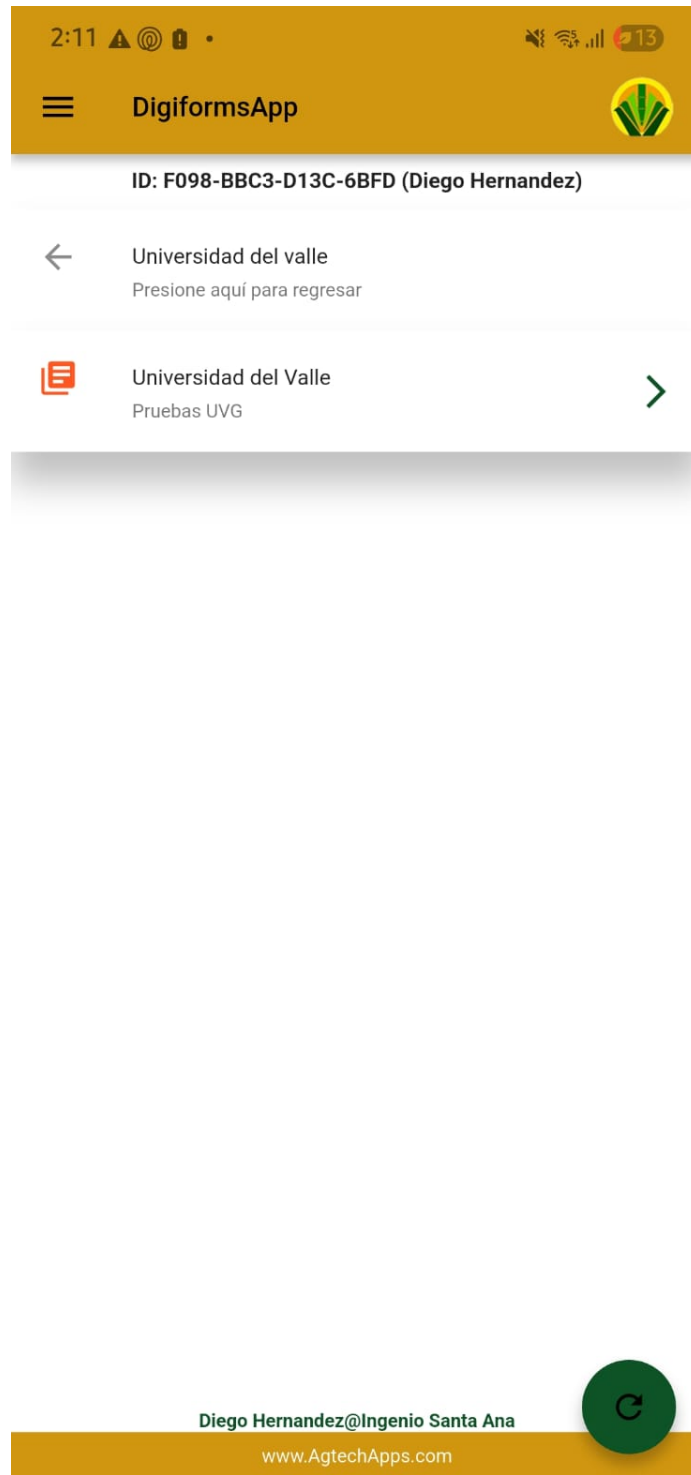 2:11
13
DigiformsApp
ID: F098-BBC3-D13C-6BFD (Diego Hernandez)
Universidad del valle
Presione aquí para regresar
Universidad del Valle
Pruebas UVG
Diego Hernandez@Ingenio Santa Ana
www.AgtechApps.com